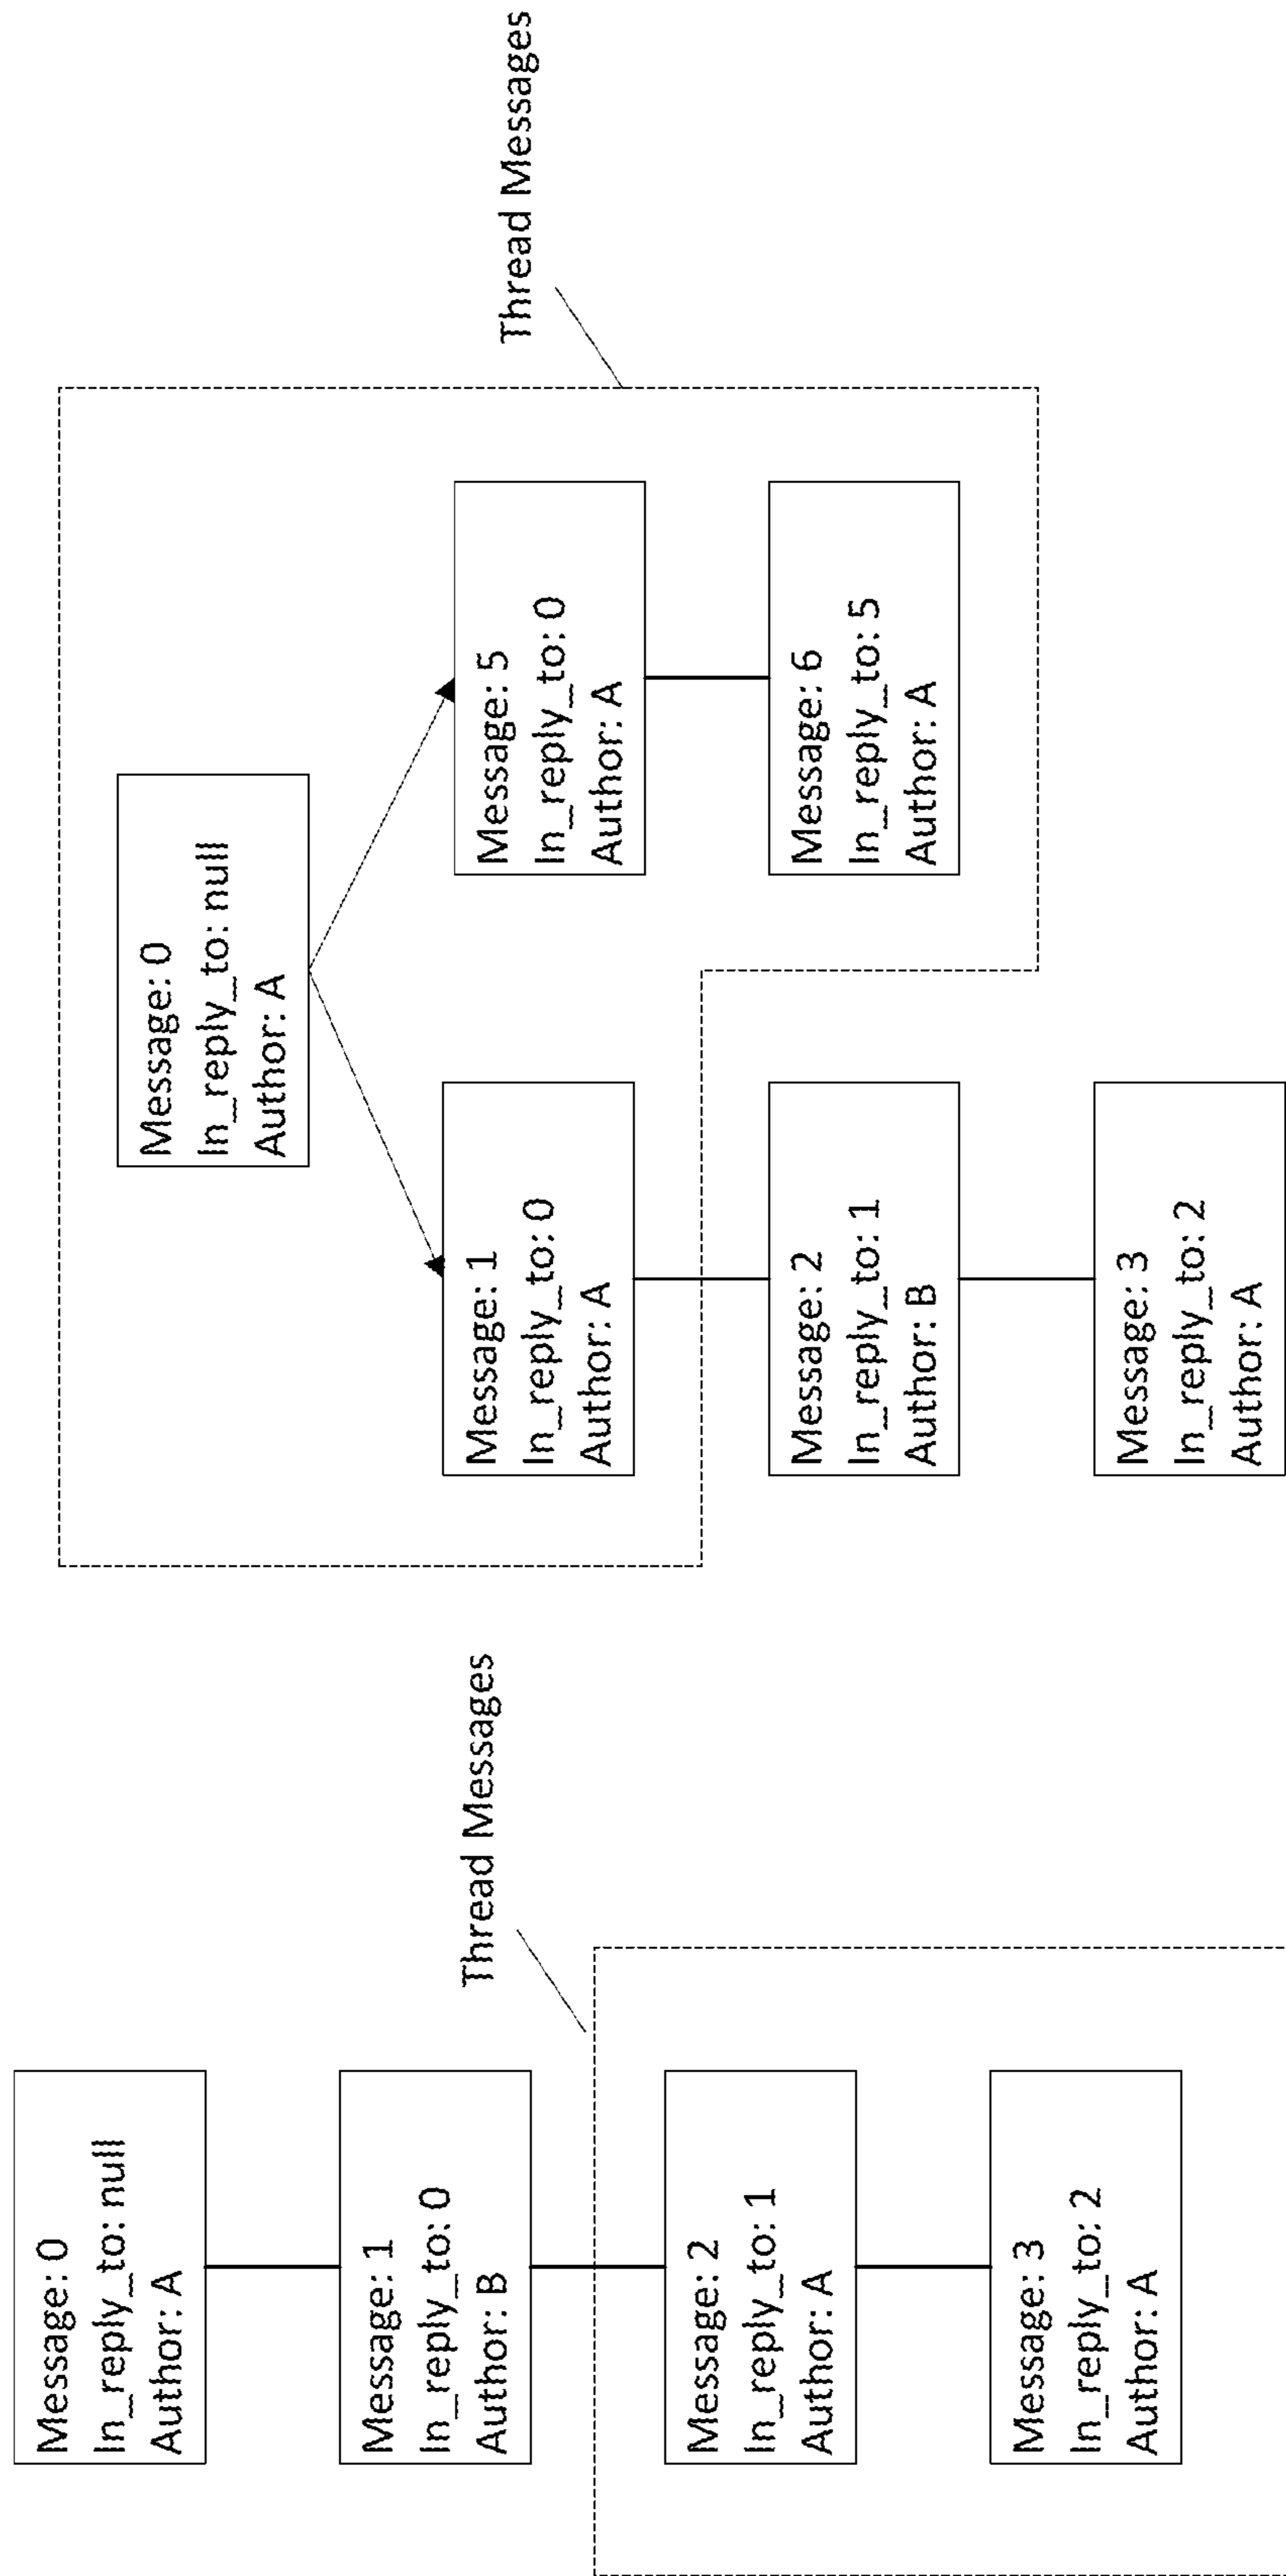 Message: 0
In_reply_to: null
Author: A
Message: 1
In_reply_to: 0
Author: B
Thread Messages
Message: 2
In_reply_to: 1
Author: A
Message: 3
In_reply_to: 2
Author: A
Message: 0
In_reply_to: null
Author: A
Thread Messages
Message: 1
In_reply_to: 0
Author: A
Message: 5
In_reply_to: 0
Author: A
Message: 2
In_reply_to: 1
Author: B
Message: 6
In_reply_to: 5
Author: A
Message: 3
In_reply_to: 2
Author: A